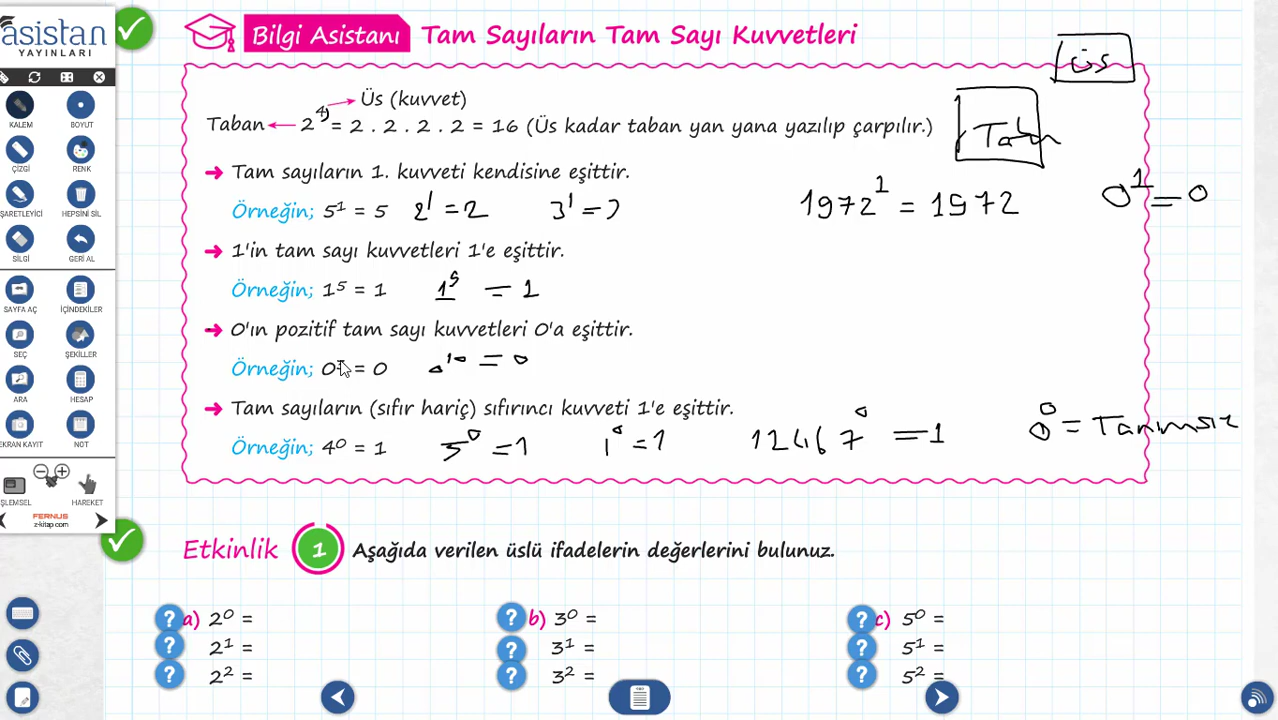 asistan
YAYINLARI
Bilgi Asistanı Tam Sayıların Tam Sayı Kuvvetleri
KALEM
BOYUT
ÇİZGİ
RENK
ŞARETLEYİCİ
HEPSİNİ SİL
SİLGİ
GERİ AL
SAYFA AÇ
İÇİNDEKİLER
SEÇ
ŞEKİLLER
ARA
HESAP
EKRAN KAYIT
NOT
İŞLEMSEL
HAREKET
FERNUS
z-kitap.com
üs
Üs (kuvvet)
Taban 2⁴ = 2 . 2 . 2 . 2 = 16 (Üs kadar taban yan yana yazılıp çarpılır.)
Taban
Tam sayıların 1. kuvveti kendisine eşittir.
Örneğin; 5¹ = 5 2¹ = 2 3¹ = 3 1972¹ = 1972 0¹ = 0
1'in tam sayı kuvvetleri 1'e eşittir.
Örneğin; 1⁵ = 1 1⁵ = 1
0'ın pozitif tam sayı kuvvetleri 0'a eşittir.
Örneğin; 0 = 0 0¹⁰ = 0
Tam sayıların (sıfır hariç) sıfırıncı kuvveti 1'e eşittir.
Örneğin; 4⁰ = 1 5⁰ = 1 1⁰ = 1 12467⁰ = 1 0⁰ = Tanımsız
Etkinlik 1 Aşağıda verilen üslü ifadelerin değerlerini bulunuz.
? a) 2⁰ = ? b) 3⁰ = ? c) 5⁰ =
? 2¹ = ? 3¹ = ? 5¹ =
? 2² = ? 3² = ? 5² =